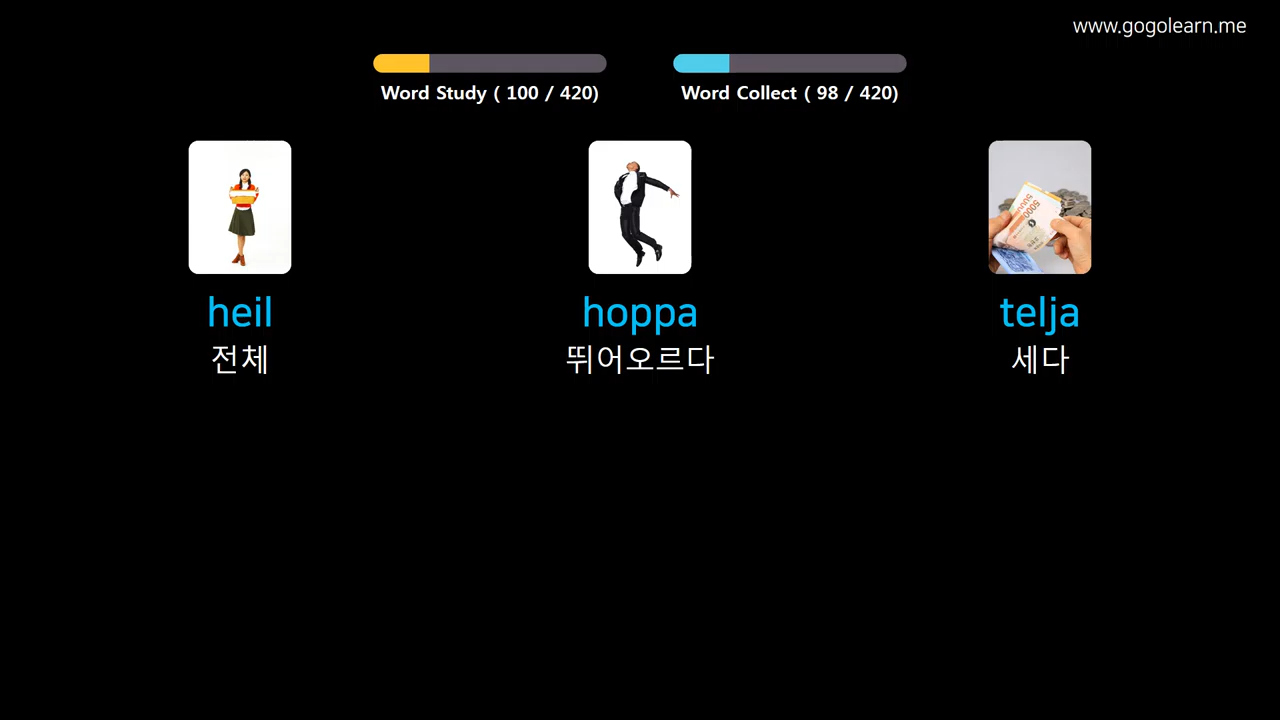 www.gogolearn.me
Word Study ( 100 / 420)
Word Collect ( 98 / 420)
heil
전체
hoppa
뛰어오르다
telja
세다
5000